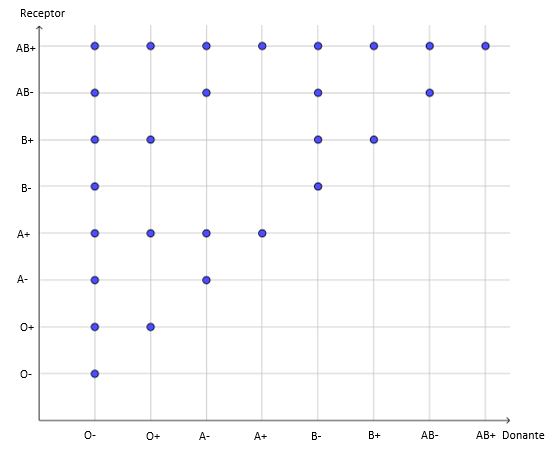 Receptor
AB+
AB-
B+
B-
A+
A-
O+
O-
O- O+ A- A+ B- B+ AB- AB+ Donante